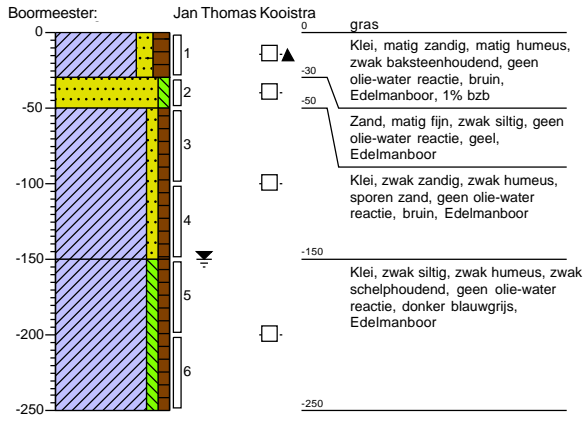 Boormeester: Jan Thomas Kooistra
0
-50
-100
-150
-200
-250
1
2
3
4
5
6
0
gras
Klei, matig zandig, matig humeus,
zwak baksteenhoudend, geen
olie-water reactie, bruin,
Edelmanboor, 1% bzb
-30
Zand, matig fijn, zwak siltig, geen
olie-water reactie, geel,
Edelmanboor
-50
Klei, zwak zandig, zwak humeus,
sporen zand, geen olie-water
reactie, bruin, Edelmanboor
-150
Klei, zwak siltig, zwak humeus, zwak
schelphoudend, geen olie-water
reactie, donker blauwgrijs,
Edelmanboor
-250